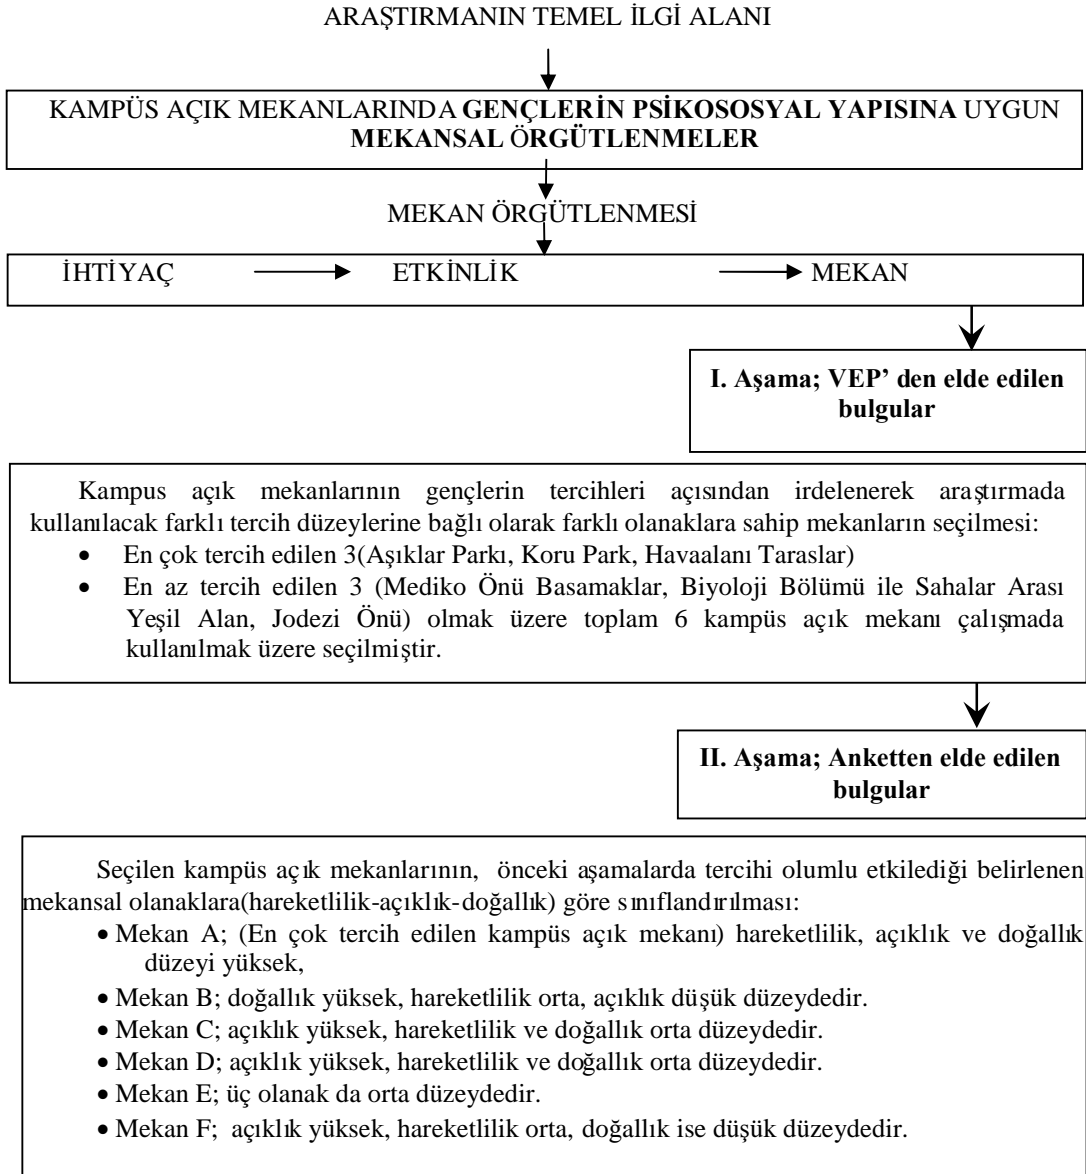 ARAŞTIRMANIN TEMEL İLGİ ALANI
KAMPÜS AÇIK MEKANLARINDA GENÇLERİN PSİKOSOSYAL YAPISINA UYGUN
MEKANSAL ÖRGÜTLENMELER
MEKAN ÖRGÜTLENMESİ
İHTİYAÇ ETKİNLİK MEKAN
I. Aşama; VEP’ den elde edilen
bulgular
Kampus açık mekanlarının gençlerin tercihleri açısından irdelenerek araştırmada
kullanılacak farklı tercih düzeylerine bağlı olarak farklı olanaklara sahip mekanların seçilmesi:
• En çok tercih edilen 3(Aşıklar Parkı, Koru Park, Havaalanı Taraslar)
• En az tercih edilen 3 (Mediko Önü Basamaklar, Biyoloji Bölümü ile Sahalar Arası
Yeşil Alan, Jodezi Önü) olmak üzere toplam 6 kampüs açık mekanı çalışmada
kullanılmak üzere seçilmiştir.
II. Aşama; Anketten elde edilen
bulgular
Seçilen kampüs açık mekanlarının, önceki aşamalarda tercihi olumlu etkilediği belirlenen
mekansal olanaklara(hareketlilik-açıklık-doğallık) göre sınıflandırılması:
• Mekan A; (En çok tercih edilen kampüs açık mekanı) hareketlilik, açıklık ve doğallık
düzeyi yüksek,
• Mekan B; doğallık yüksek, hareketlilik orta, açıklık düşük düzeydedir.
• Mekan C; açıklık yüksek, hareketlilik ve doğallık orta düzeydedir.
• Mekan D; açıklık yüksek, hareketlilik ve doğallık orta düzeydedir.
• Mekan E; üç olanak da orta düzeydedir.
• Mekan F; açıklık yüksek, hareketlilik orta, doğallık ise düşük düzeydedir.